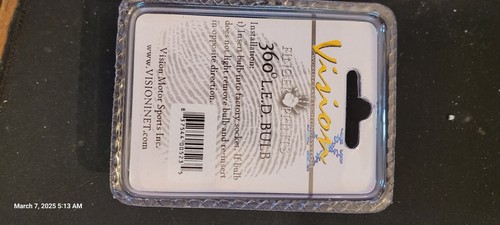 Vision
360° L.E.D. BULB
Installation:
1) Insert bulb into factory socket. If bulb
does not light remove bulb and reinsert
in opposite direction.
Vision Motor Sports Inc.
www.VISIONINET.com
March 7, 2025 5:13 AM